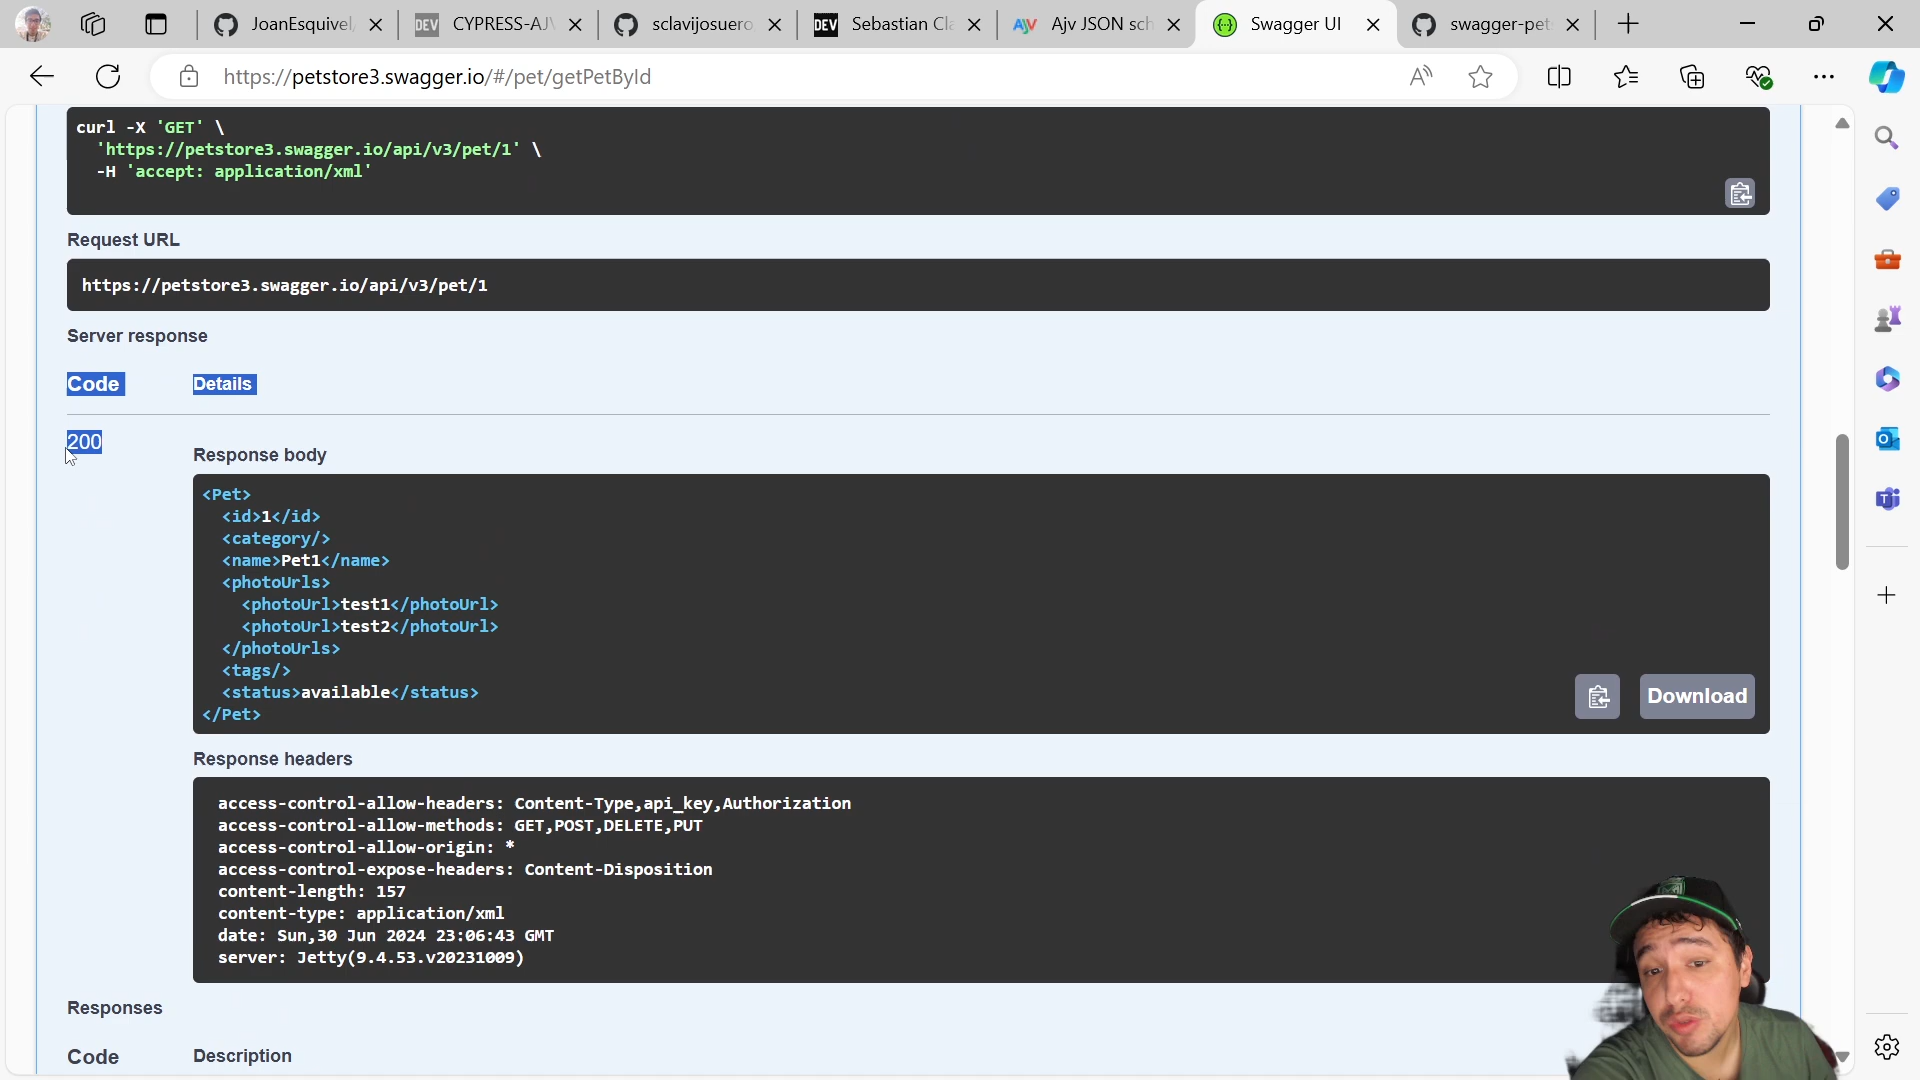 JoanEsquivel
CYPRESS-AJV
sclavijosuero
Sebastian Cla
Ajv JSON sch
Swagger UI
swagger-pet
https://petstore3.swagger.io/#/pet/getPetById
curl -X 'GET' \
'https://petstore3.swagger.io/api/v3/pet/1' \
-H 'accept: application/xml'
Request URL
https://petstore3.swagger.io/api/v3/pet/1
Server response
Code Details
200
Response body
<Pet>
<id>1</id>
<category/>
<name>Pet1</name>
<photoUrls>
<photoUrl>test1</photoUrl>
<photoUrl>test2</photoUrl>
</photoUrls>
<tags/>
<status>available</status>
</Pet>
Download
Response headers
access-control-allow-headers: Content-Type,api_key,Authorization
access-control-allow-methods: GET,POST,DELETE,PUT
access-control-allow-origin: *
access-control-expose-headers: Content-Disposition
content-length: 157
content-type: application/xml
date: Sun,30 Jun 2024 23:06:43 GMT
server: Jetty(9.4.53.v20231009)
Responses
Code Description